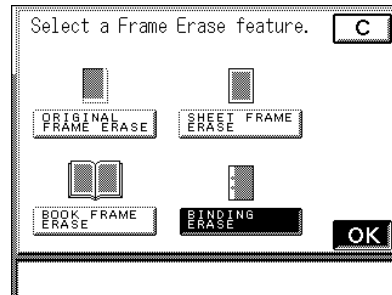 Select a Frame Erase feature.
C
ORIGINAL
FRAME ERASE
SHEET FRAME
ERASE
BOOK FRAME
ERASE
BINDING
ERASE
OK